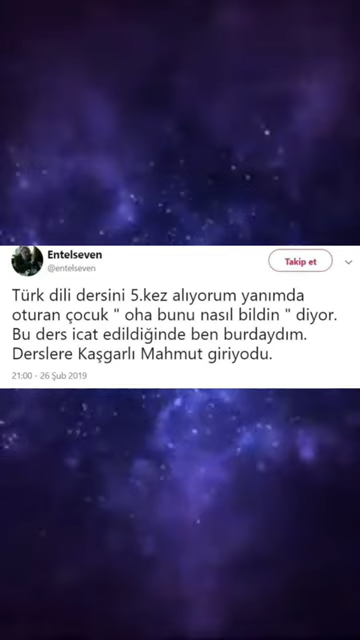 Entelseven
@entelseven
Takip et
Türk dili dersini 5.kez alıyorum yanımda
oturan çocuk " oha bunu nasıl bildin " diyor.
Bu ders icat edildiğinde ben burdaydım.
Derslere Kaşgarlı Mahmut giriyodu.
21:00 - 26 Şub 2019